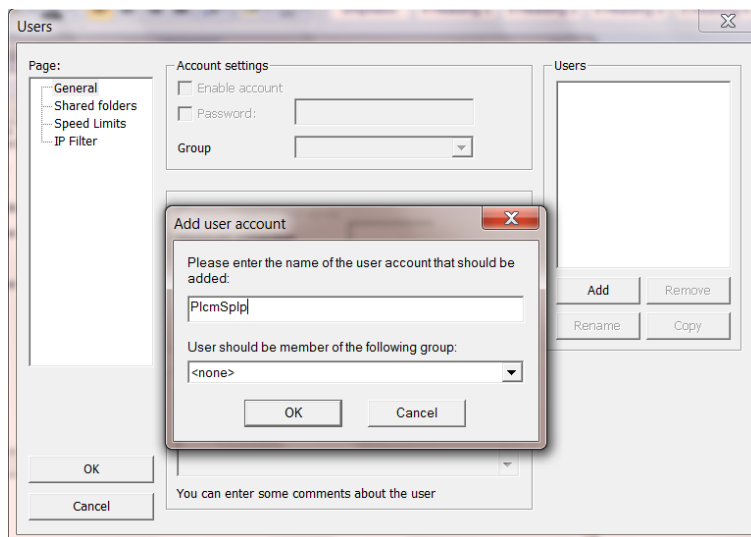 Users
Page:
General
Shared folders
Speed Limits
IP Filter
Account settings
Enable account
Password:
Group
Users
Add user account
Please enter the name of the user account that should be
added:
PlcmSpIp
User should be member of the following group:
<none>
OK
Cancel
Add
Remove
Rename
Copy
OK
Cancel
You can enter some comments about the user